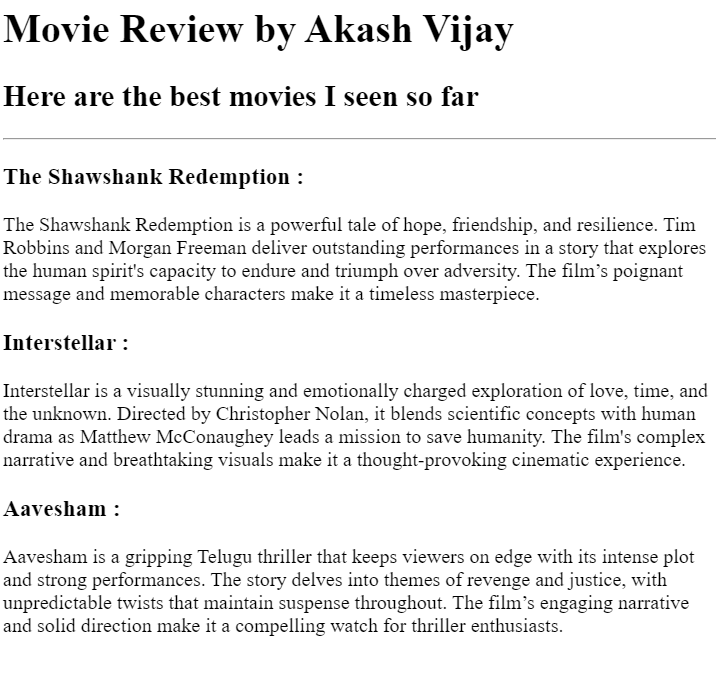 Movie Review by Akash Vijay
Here are the best movies I seen so far
The Shawshank Redemption :
The Shawshank Redemption is a powerful tale of hope, friendship, and resilience. Tim
Robbins and Morgan Freeman deliver outstanding performances in a story that explores
the human spirit's capacity to endure and triumph over adversity. The film’s poignant
message and memorable characters make it a timeless masterpiece.
Interstellar :
Interstellar is a visually stunning and emotionally charged exploration of love, time, and
the unknown. Directed by Christopher Nolan, it blends scientific concepts with human
drama as Matthew McConaughey leads a mission to save humanity. The film's complex
narrative and breathtaking visuals make it a thought-provoking cinematic experience.
Aavesham :
Aavesham is a gripping Telugu thriller that keeps viewers on edge with its intense plot
and strong performances. The story delves into themes of revenge and justice, with
unpredictable twists that maintain suspense throughout. The film’s engaging narrative
and solid direction make it a compelling watch for thriller enthusiasts.